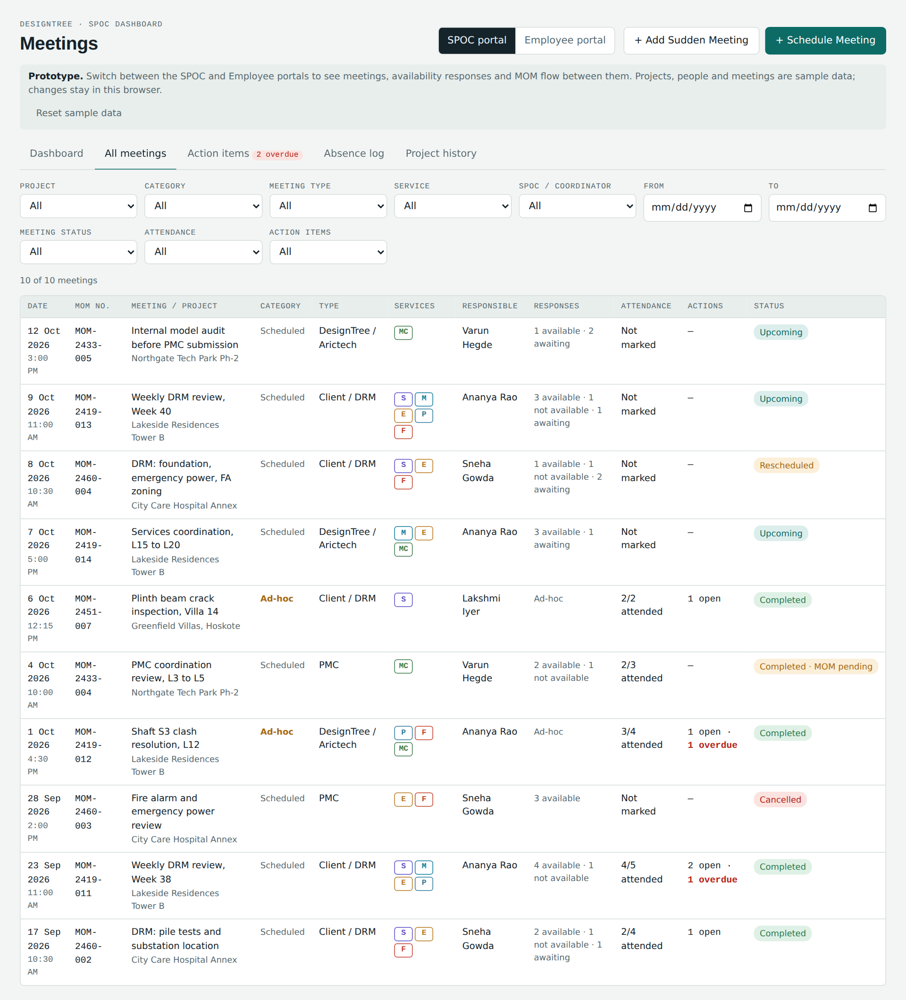 DESIGNTREE · SPOC DASHBOARD
Meetings
SPOC portal
Employee portal
+ Add Sudden Meeting
+ Schedule Meeting
Prototype. Switch between the SPOC and Employee portals to see meetings, availability responses and MOM flow between them. Projects, people and meetings are sample data;
changes stay in this browser.
Reset sample data
Dashboard
All meetings
Action items 2 overdue
Absence log
Project history
PROJECT
CATEGORY
MEETING TYPE
SERVICE
SPOC / COORDINATOR
FROM
TO
All
All
All
All
All
mm/dd/yyyy
mm/dd/yyyy
MEETING STATUS
ATTENDANCE
ACTION ITEMS
All
All
All
10 of 10 meetings
DATE
MOM NO.
MEETING / PROJECT
CATEGORY
TYPE
SERVICES
RESPONSIBLE
RESPONSES
ATTENDANCE
ACTIONS
STATUS
12 Oct
2026
3:00
PM
MOM-
2433-
005
Internal model audit
before PMC submission
Northgate Tech Park Ph-2
Scheduled
DesignTree /
Arictech
MC
Varun
Hegde
1 available · 2
awaiting
Not
marked
—
Upcoming
9 Oct
2026
11:00
AM
MOM-
2419-
013
Weekly DRM review,
Week 40
Lakeside Residences
Tower B
Scheduled
Client / DRM
S M
E P
F
Ananya Rao
3 available · 1
not available · 1
awaiting
Not
marked
—
Upcoming
8 Oct
2026
10:30
AM
MOM-
2460-
004
DRM: foundation,
emergency power, FA
zoning
City Care Hospital Annex
Scheduled
Client / DRM
S E
F
Sneha
Gowda
1 available · 1
not available · 2
awaiting
Not
marked
—
Rescheduled
7 Oct
2026
5:00
PM
MOM-
2419-
014
Services coordination,
L15 to L20
Lakeside Residences
Tower B
Scheduled
DesignTree /
Arictech
M E
MC
Ananya Rao
3 available · 1
awaiting
Not
marked
—
Upcoming
6 Oct
2026
12:15
PM
MOM-
2451-
007
Plinth beam crack
inspection, Villa 14
Greenfield Villas, Hoskote
Ad-hoc
Client / DRM
S
Lakshmi
Iyer
Ad-hoc
2/2
attended
1 open
Completed
4 Oct
2026
10:00
AM
MOM-
2433-
004
PMC coordination
review, L3 to L5
Northgate Tech Park Ph-2
Scheduled
PMC
MC
Varun
Hegde
2 available · 1
not available
2/3
attended
—
Completed · MOM pending
1 Oct
2026
4:30
PM
MOM-
2419-
012
Shaft S3 clash
resolution, L12
Lakeside Residences
Tower B
Ad-hoc
DesignTree /
Arictech
P F
MC
Ananya Rao
Ad-hoc
3/4
attended
1 open ·
1 overdue
Completed
28 Sep
2026
2:00
PM
MOM-
2460-
003
Fire alarm and
emergency power
review
City Care Hospital Annex
Scheduled
PMC
E F
Sneha
Gowda
3 available
Not
marked
—
Cancelled
23 Sep
2026
11:00
AM
MOM-
2419-
011
Weekly DRM review,
Week 38
Lakeside Residences
Tower B
Scheduled
Client / DRM
S M
E P
Ananya Rao
4 available · 1
not available
4/5
attended
2 open ·
1 overdue
Completed
17 Sep
2026
10:30
AM
MOM-
2460-
002
DRM: pile tests and
substation location
City Care Hospital Annex
Scheduled
Client / DRM
S E
F
Sneha
Gowda
2 available · 1
not available · 1
awaiting
2/4
attended
1 open
Completed